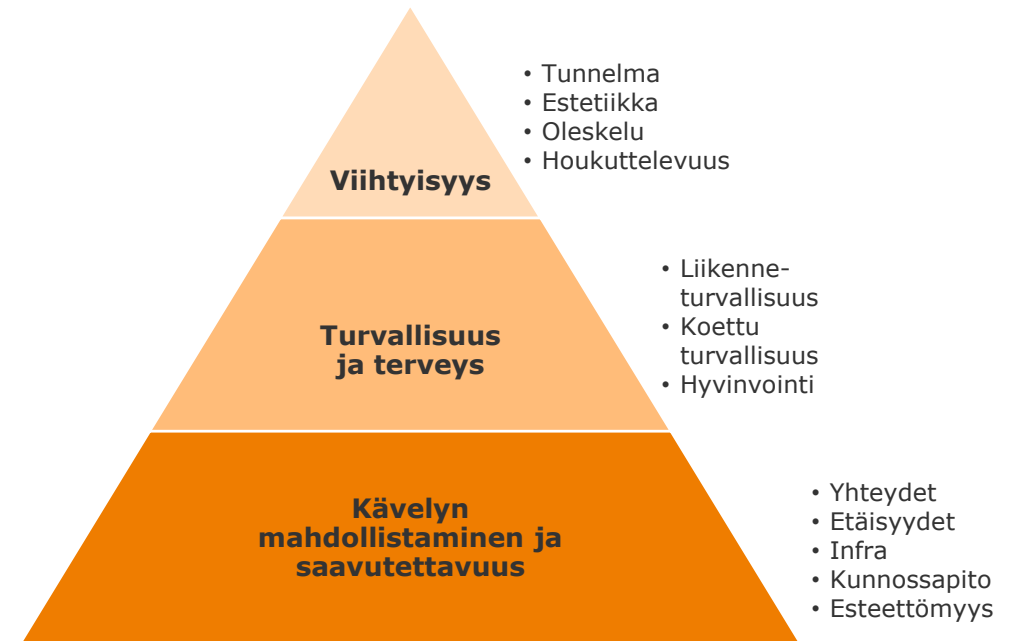 Viihtyisyys
• Tunnelma
• Estetiikka
• Oleskelu
• Houkuttelevuus
Turvallisuus
ja terveys
• Liikenne-
turvallisuus
• Koettu
turvallisuus
• Hyvinvointi
Kävelyn
mahdollistaminen ja
saavutettavuus
• Yhteydet
• Etäisyydet
• Infra
• Kunnossapito
• Esteettömyys